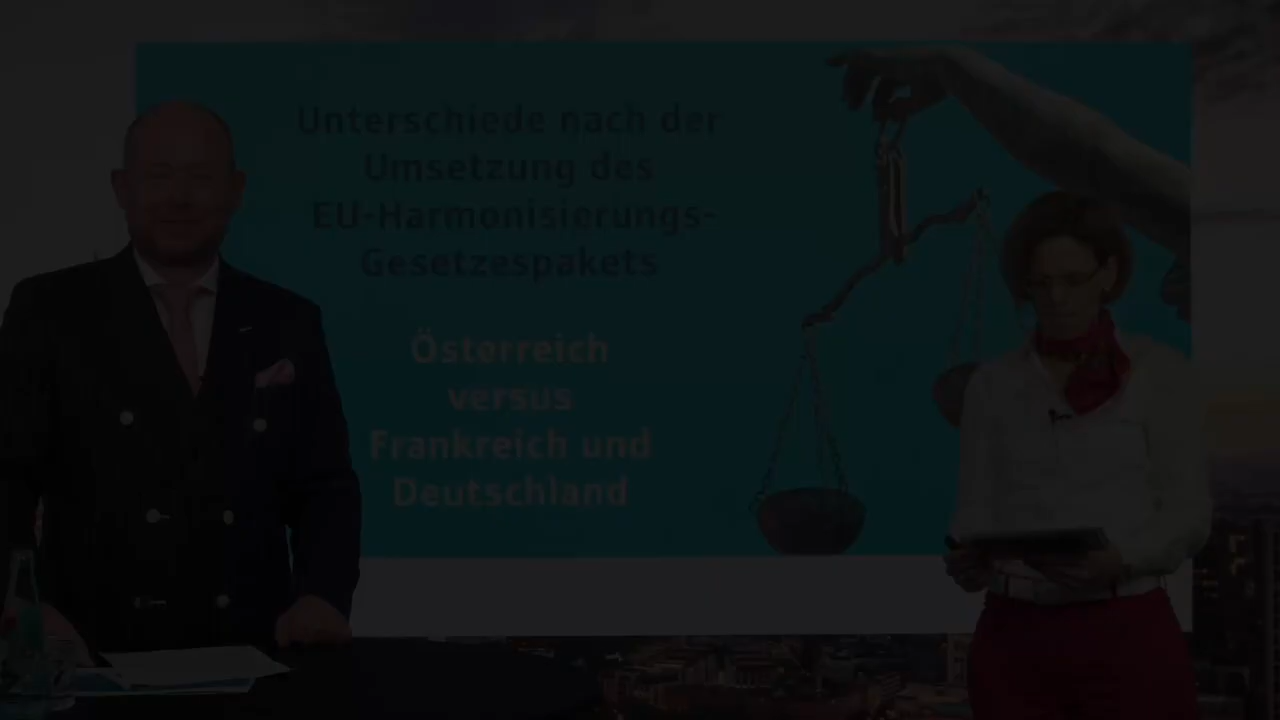 Unterschiede nach der
Umsetzung des
EU-Harmonisierungs-
Gesetzespakets
Österreich
versus
Frankreich und
Deutschland